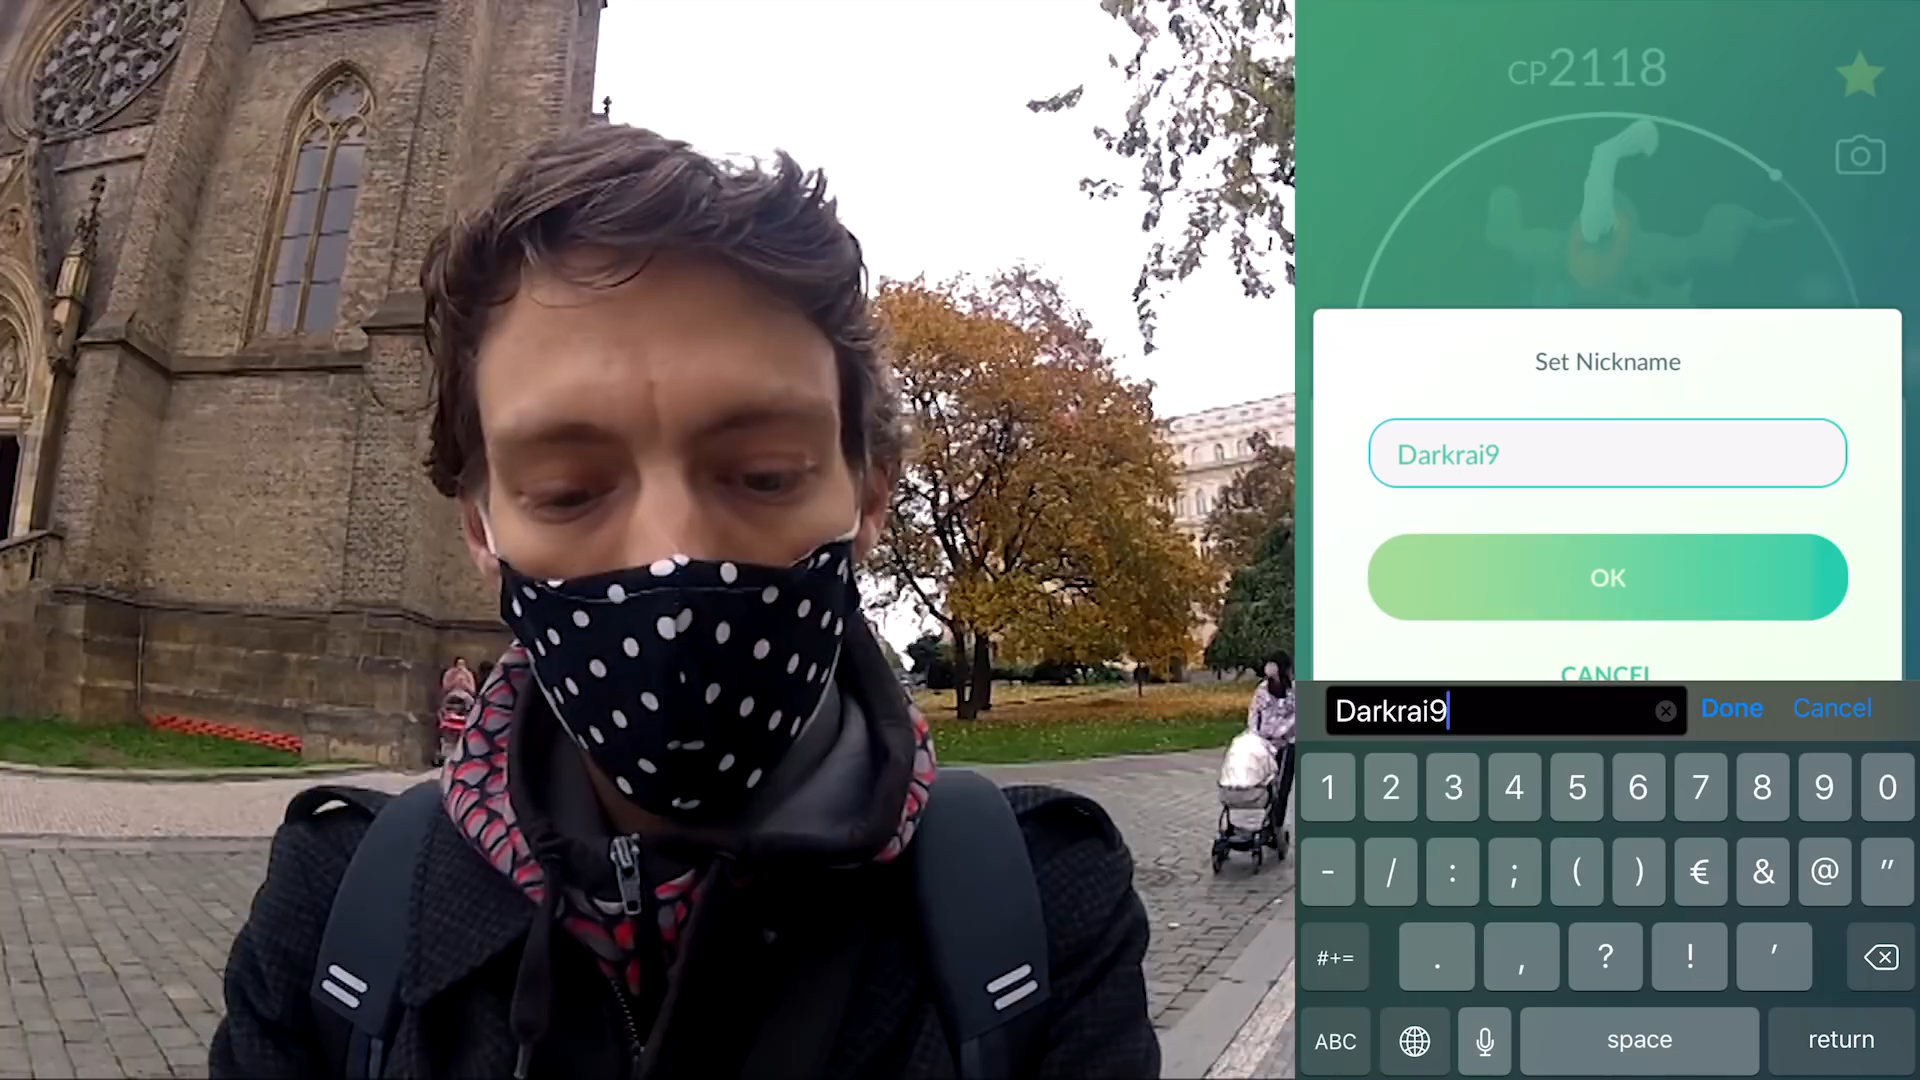 CP2118
Set Nickname
Darkrai9
OK
CANCEL
Darkrai9 Done Cancel
1 2 3 4 5 6 7 8 9 0
- / : ; ( ) € & @ "
#+= . , ? ! '
ABC space return